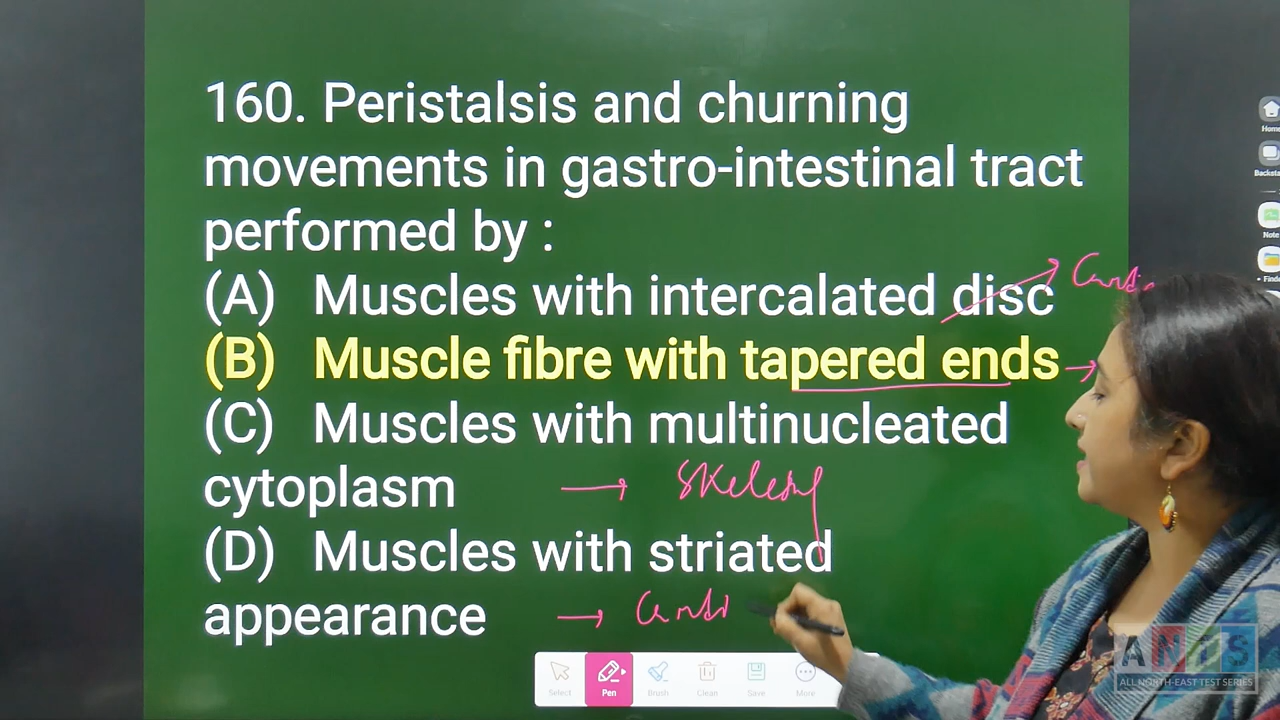 160. Peristalsis and churning
movements in gastro-intestinal tract
performed by :
(A) Muscles with intercalated disc
(B) Muscle fibre with tapered ends
(C) Muscles with multinucleated
cytoplasm
(D) Muscles with striated
appearance
Home
Note
Select
Pen
Brush
Clean
Save
More
ANTS
ALL NORTH-EAST TEST SERIES